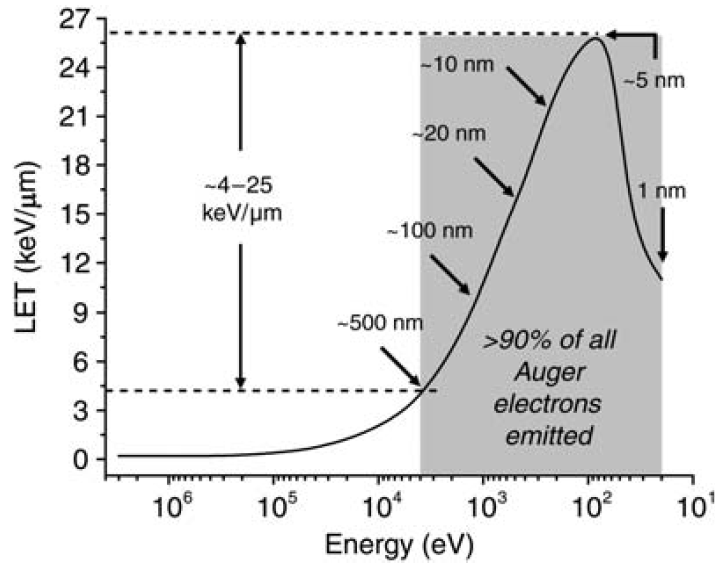 27
24
21
18
15
12
9
6
3
0
LET (keV/μm)
~4–25
keV/μm
~10 nm
~20 nm
~100 nm
~500 nm
~5 nm
1 nm
>90% of all
Auger
electrons
emitted
10⁶
10⁵
10⁴
10³
10²
10¹
Energy (eV)